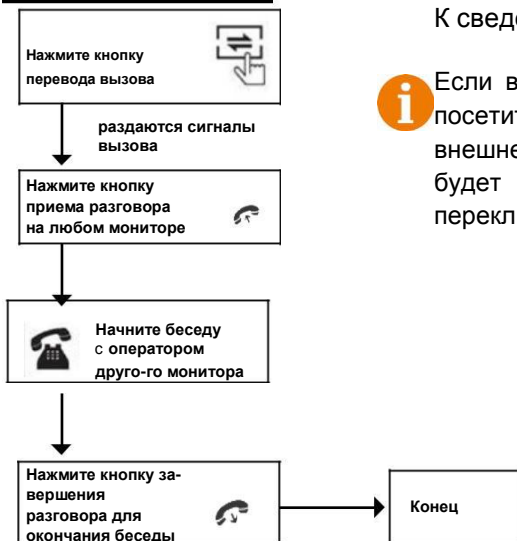 Нажмите кнопку
перевода вызова
раздаются сигналы
вызова
Нажмите кнопку
приема разговора
на любом мониторе
Начните беседу
с оператором
друго-го монитора
Нажмите кнопку за-
вершения
разговора для
окончания беседы
Конец
К сведе
Если в
посетит
внешне
будет
перекл